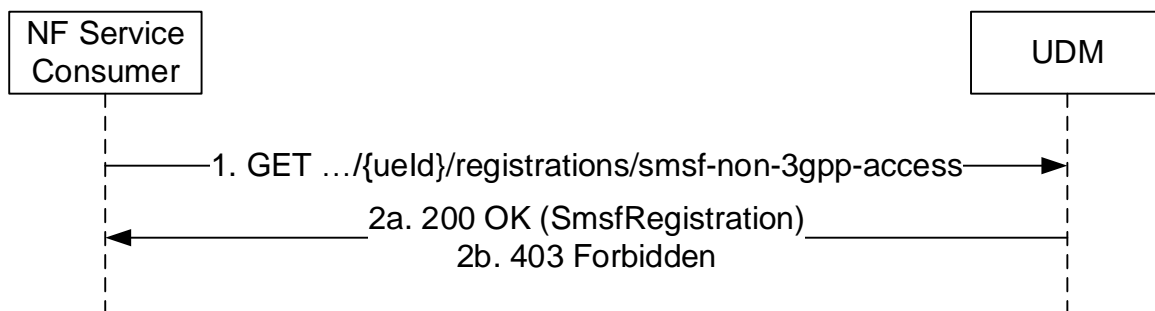 NF Service
Consumer
UDM
1. GET …/{ueId}/registrations/smsf-non-3gpp-access
2a. 200 OK (SmsfRegistration)
2b. 403 Forbidden